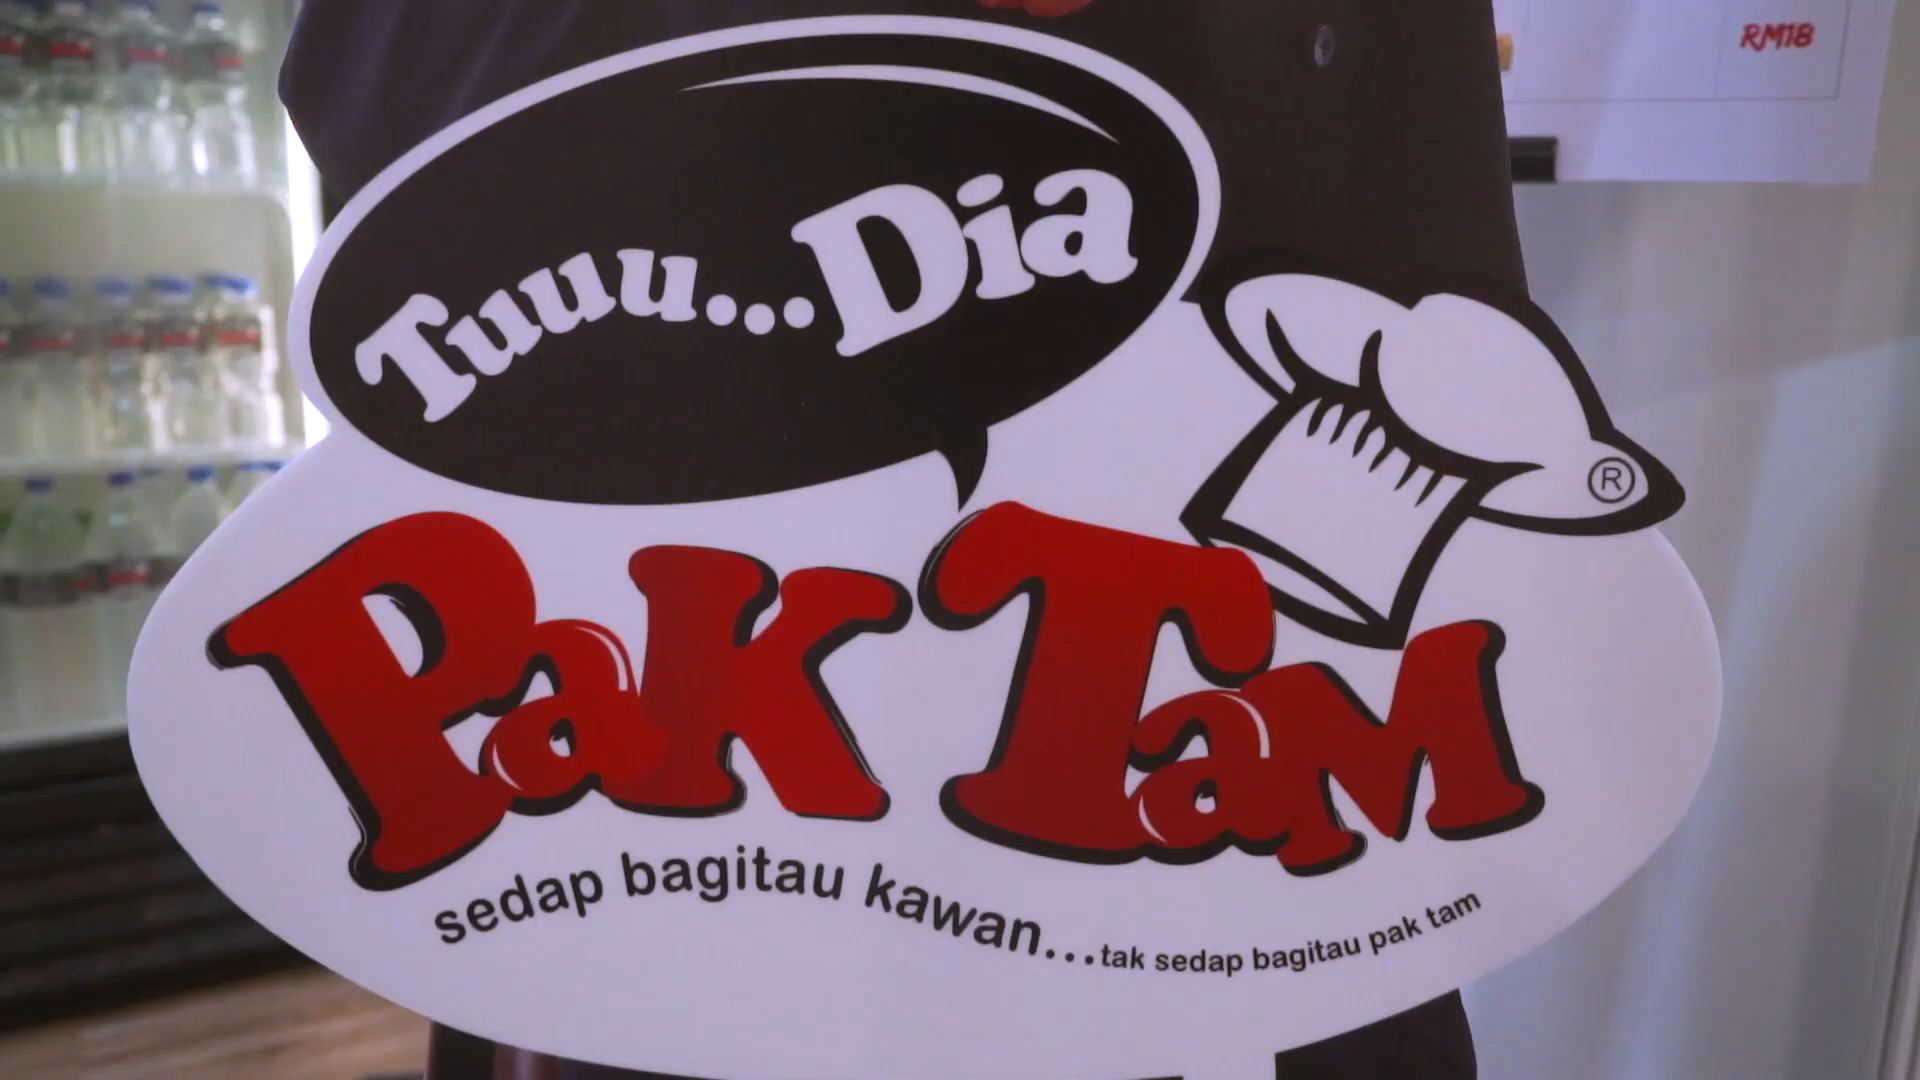 RM18
Tuuu...Dia
®
Pak Tam
sedap bagitau kawan...tak sedap bagitau pak tam